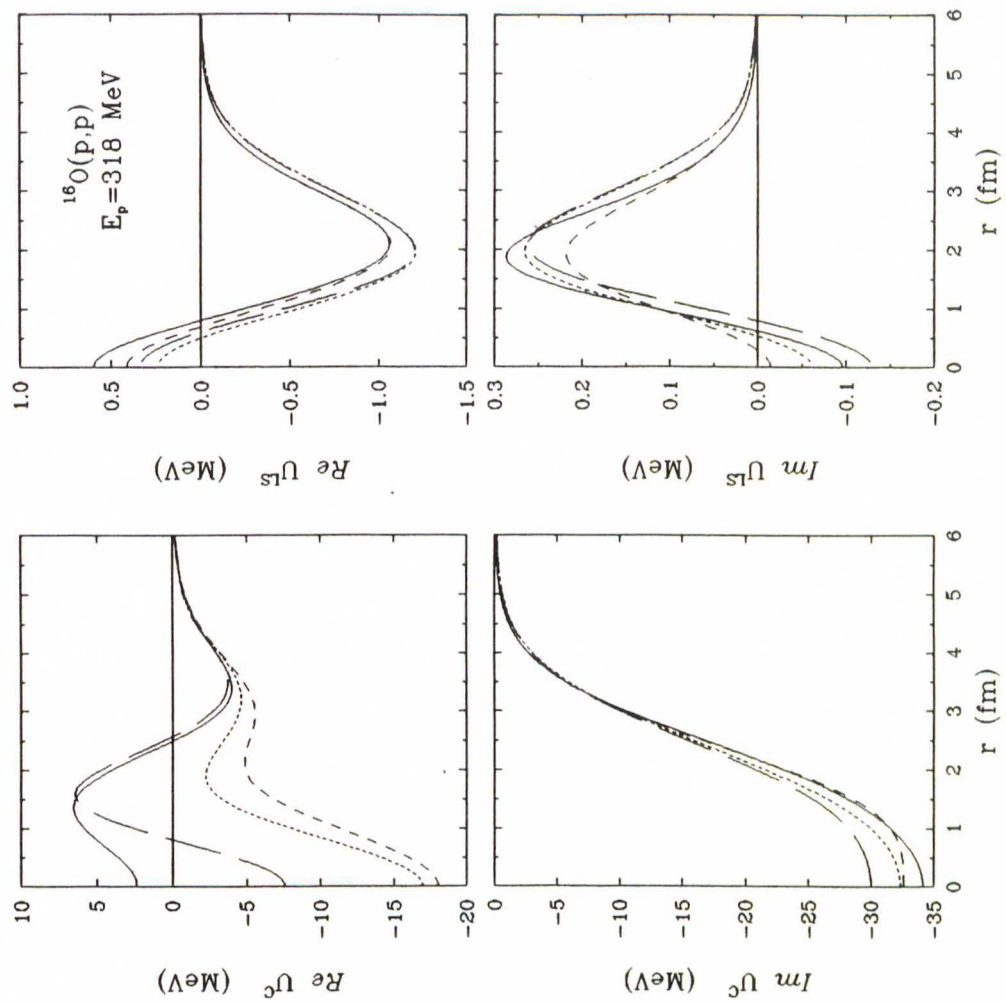 10
5
0
-5
-10
-15
-20
Re U^C (MeV)
1.0
0.5
0.0
-0.5
-1.0
-1.5
Re U^LS (MeV)
16O(p,p)
E_p=318 MeV
0
-5
-10
-15
-20
-25
-30
-35
Im U^C (MeV)
0 1 2 3 4 5 6
r (fm)
0.3
0.2
0.1
0.0
-0.1
-0.2
Im U^LS (MeV)
0 1 2 3 4 5 6
r (fm)